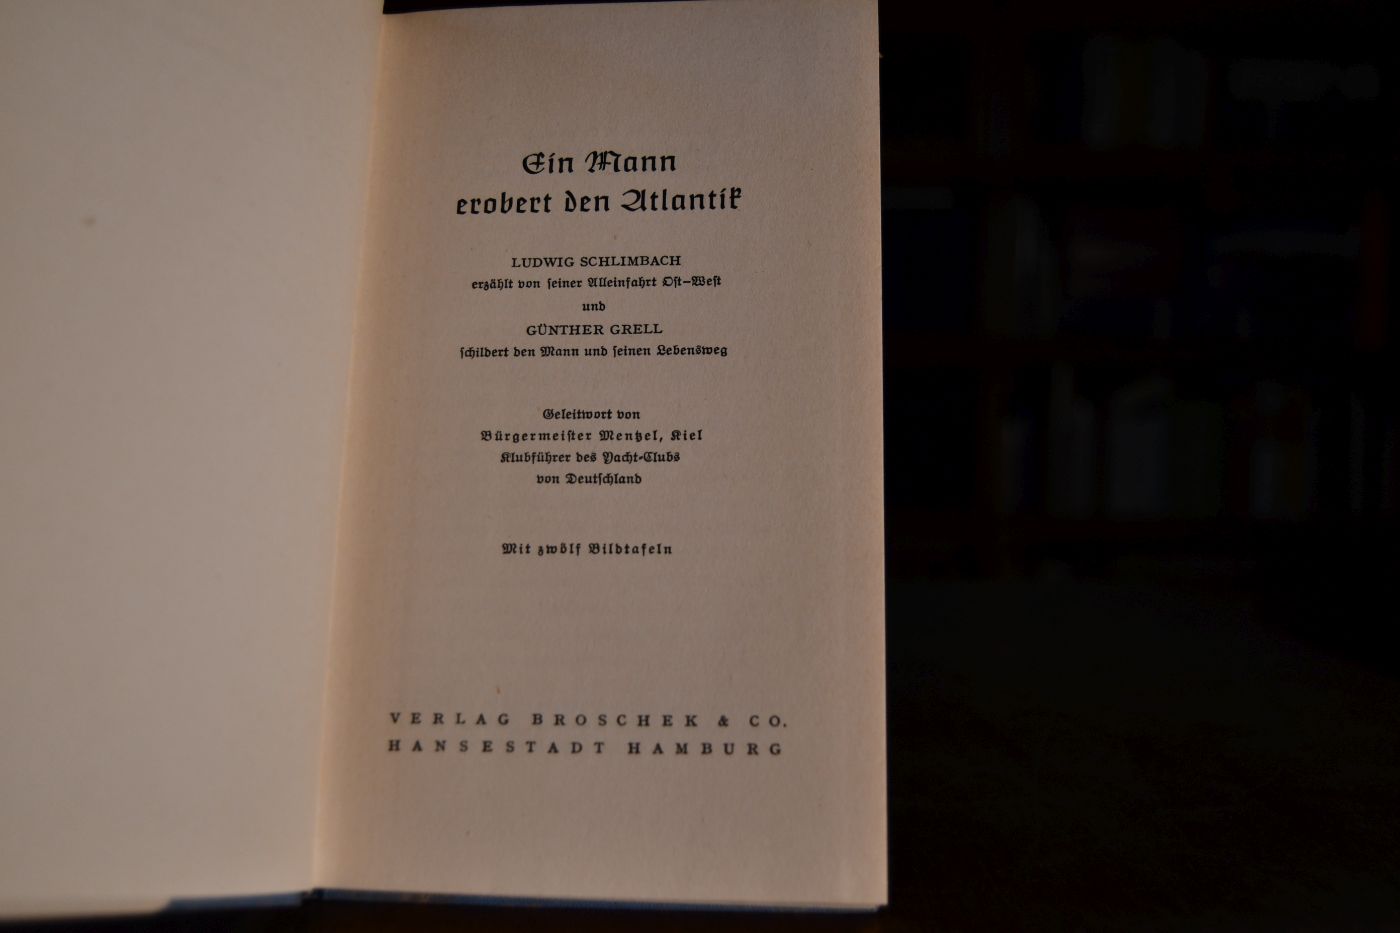 Ein Mann
erobert den Atlantik
LUDWIG SCHLIMBACH
erzählt von ſeiner Alleinfahrt Oſt–Weſt
und
GÜNTHER GRELL
ſchildert den Mann und ſeinen Lebensweg
Geleitwort von
Bürgermeiſter Mentzel, Kiel
Klubführer des Yacht-Clubs
von Deutſchland
Mit zwölf Bildtafeln
VERLAG BROSCHEK & CO.
HANSESTADT HAMBURG